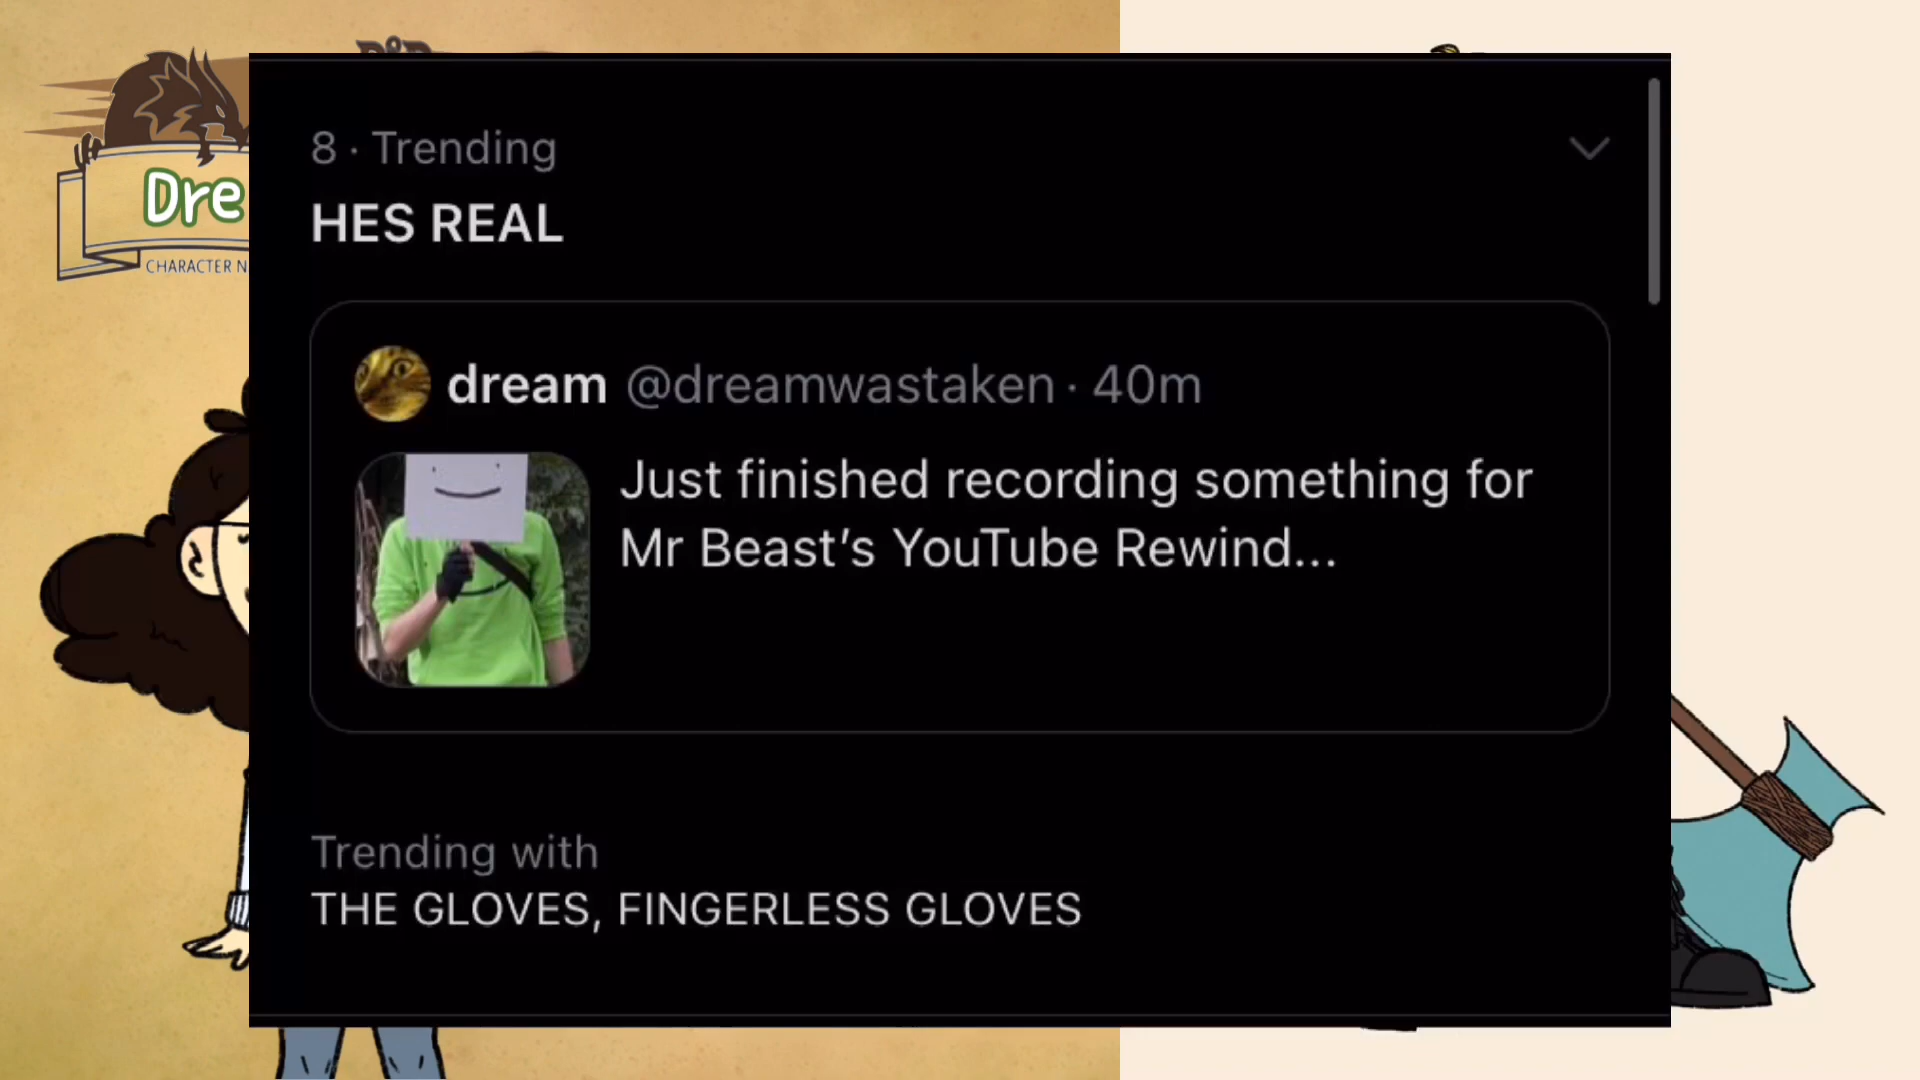 D&D
Dre
CHARACTER N
8 · Trending
HES REAL
dream @dreamwastaken · 40m
Just finished recording something for
Mr Beast’s YouTube Rewind...
Trending with
THE GLOVES, FINGERLESS GLOVES